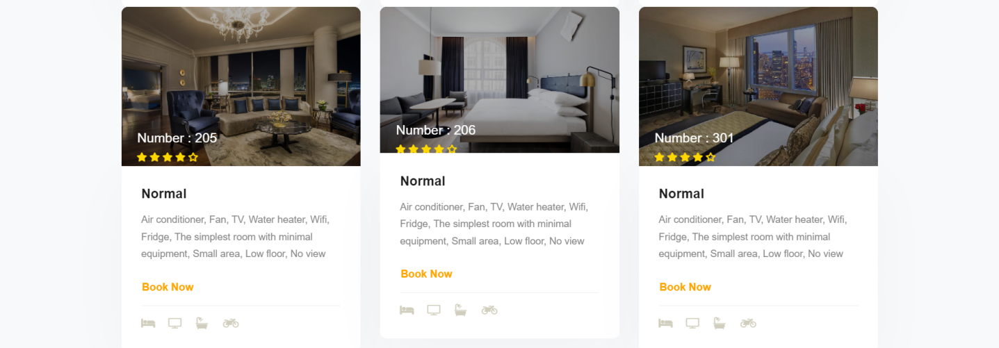 Number : 205
Normal
Air conditioner, Fan, TV, Water heater, Wifi,
Fridge, The simplest room with minimal
equipment, Small area, Low floor, No view
Book Now
Number : 206
Normal
Air conditioner, Fan, TV, Water heater, Wifi,
Fridge, The simplest room with minimal
equipment, Small area, Low floor, No view
Book Now
Number : 301
Normal
Air conditioner, Fan, TV, Water heater, Wifi,
Fridge, The simplest room with minimal
equipment, Small area, Low floor, No view
Book Now